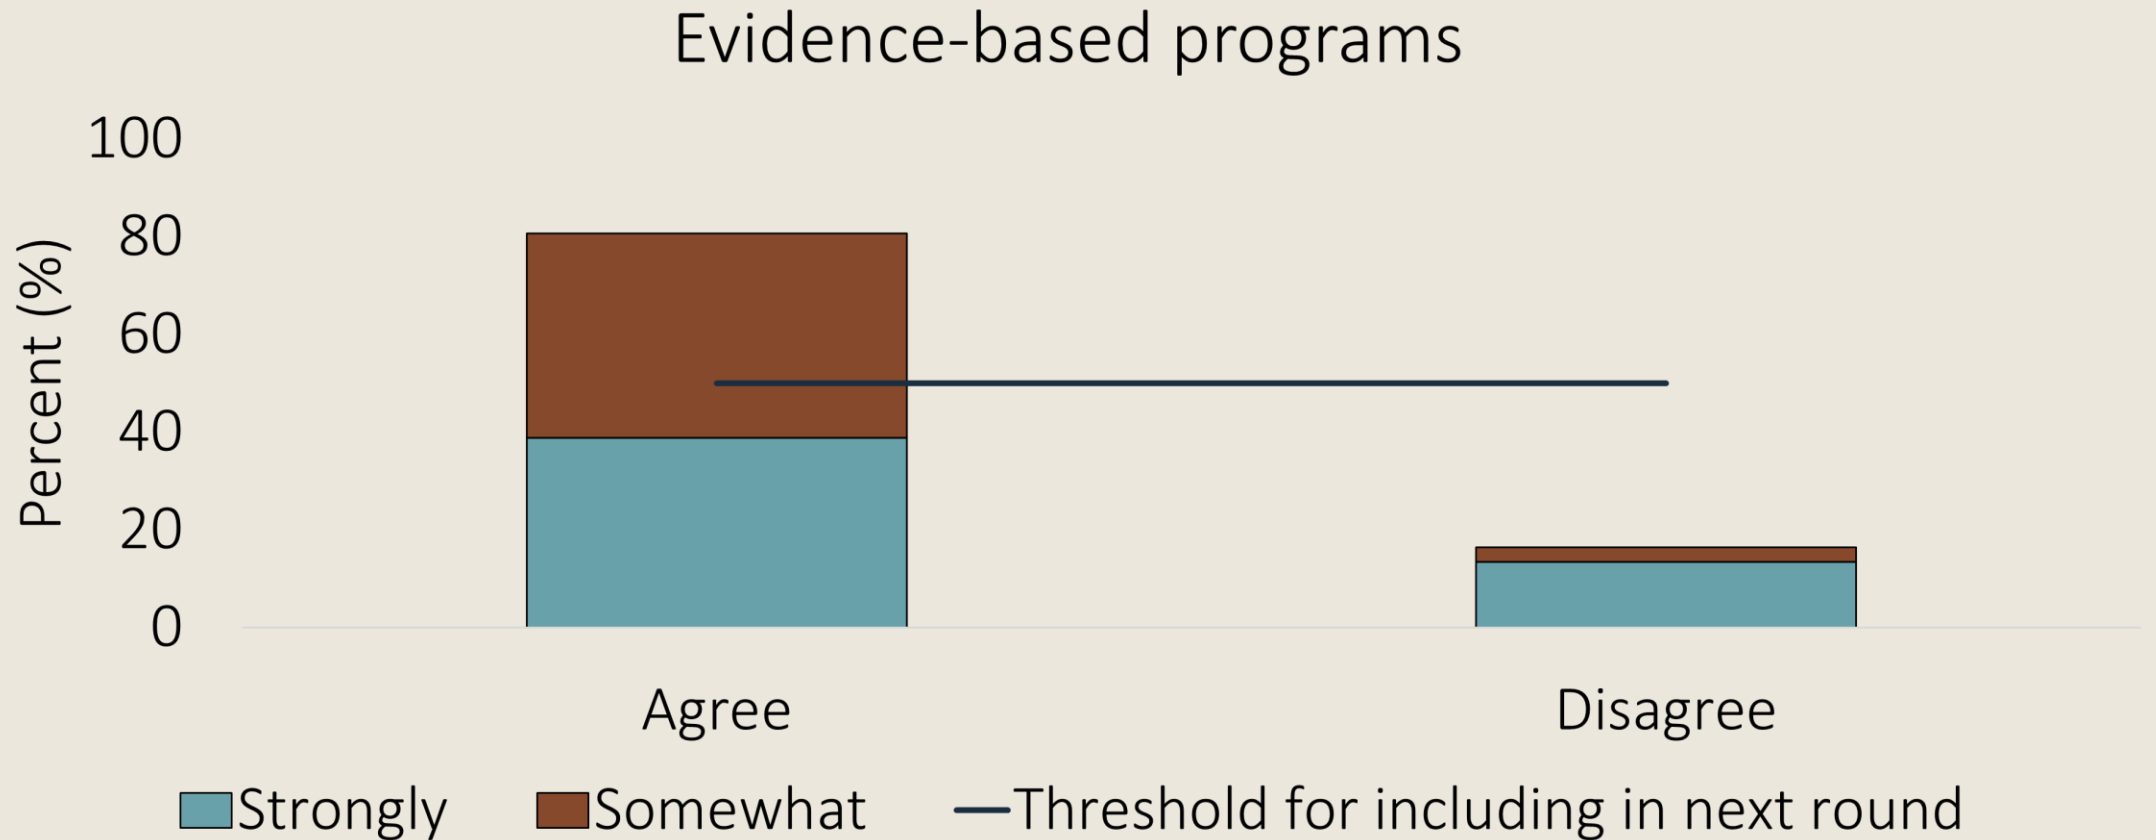 Evidence-based programs
100
80
60
40
20
0
Percent (%)
Agree
Disagree
Strongly
Somewhat
Threshold for including in next round